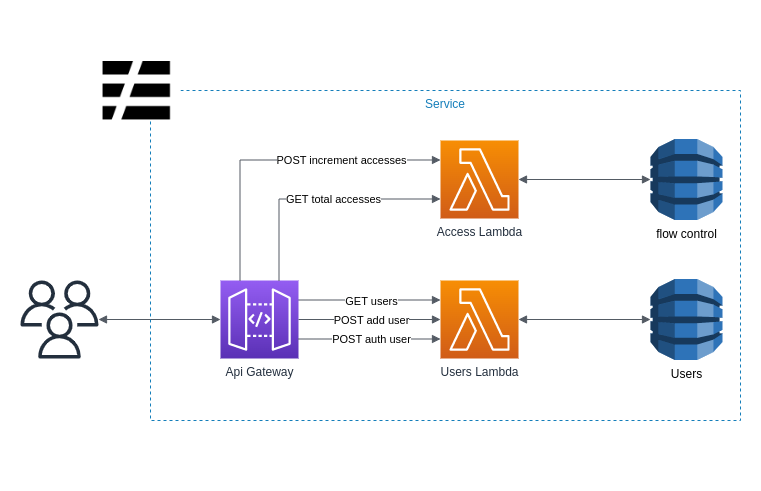 Service
POST increment accesses
GET total accesses
Access Lambda
flow control
GET users
POST add user
POST auth user
Api Gateway
Users Lambda
Users